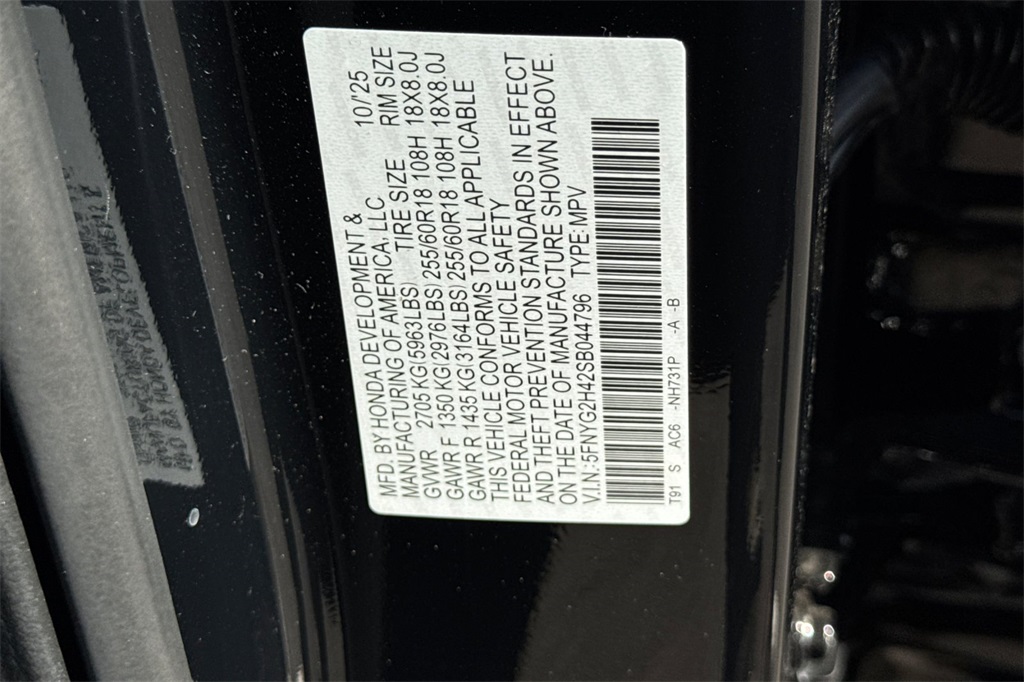 MFD. BY HONDA DEVELOPMENT &
MANUFACTURING OF AMERICA, LLC 10/'25
GVWR 2705 KG(5963LBS) TIRE SIZE RIM SIZE
GAWR F 1350 KG(2976LBS) 255/60R18 108H 18X8.0J
GAWR R 1435 KG(3164LBS) 255/60R18 108H 18X8.0J
THIS VEHICLE CONFORMS TO ALL APPLICABLE
FEDERAL MOTOR VEHICLE SAFETY
AND THEFT PREVENTION STANDARDS IN EFFECT
ON THE DATE OF MANUFACTURE SHOWN ABOVE.
V.I.N.: 5FNYG2H42SB044796 TYPE: MPV
T91 S AC6 -NH731P -A -B